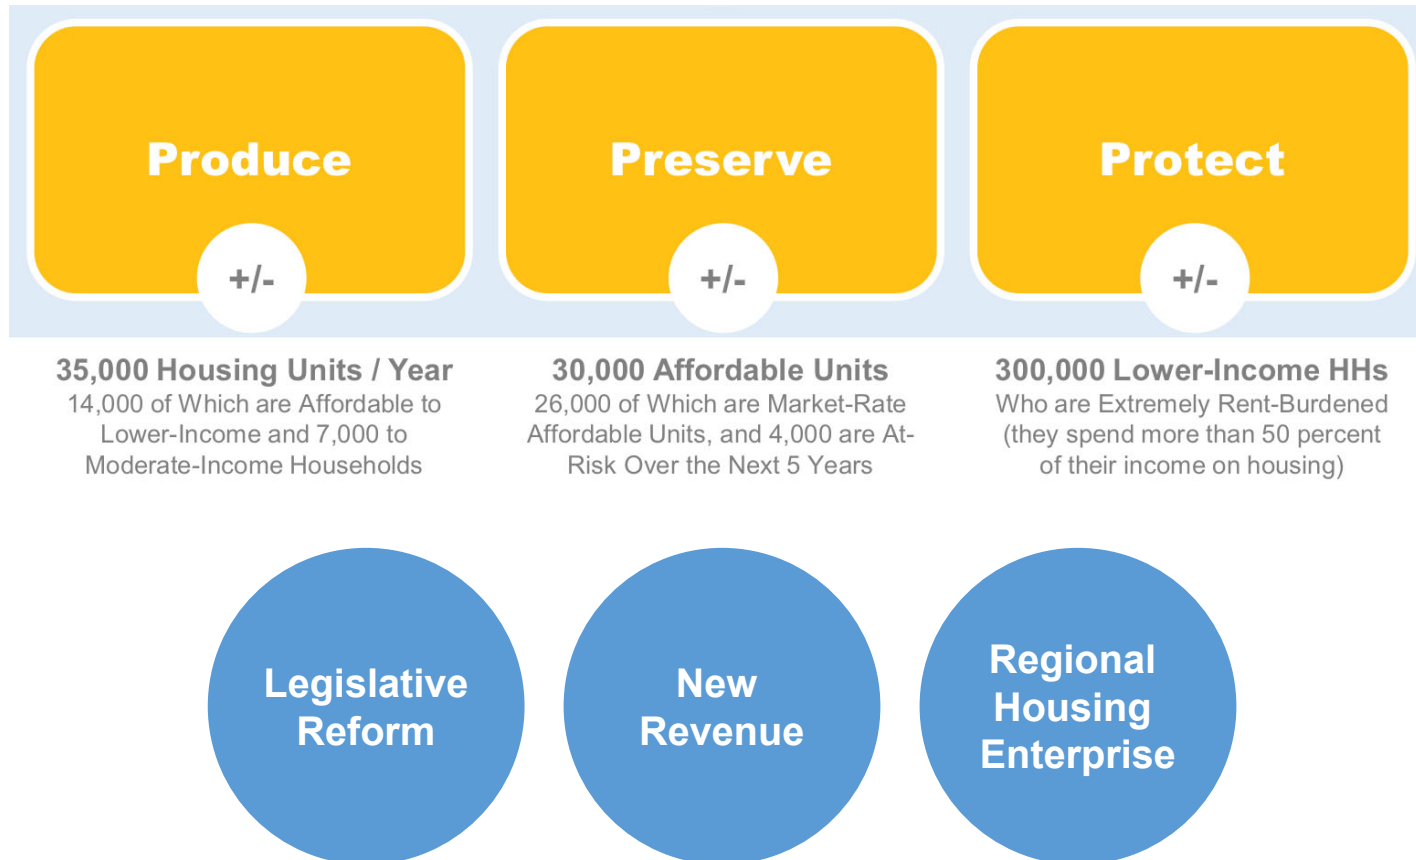 Produce
+/-
35,000 Housing Units / Year
14,000 of Which are Affordable to
Lower-Income and 7,000 to
Moderate-Income Households
Preserve
+/-
30,000 Affordable Units
26,000 of Which are Market-Rate
Affordable Units, and 4,000 are At-
Risk Over the Next 5 Years
Protect
+/-
300,000 Lower-Income HHs
Who are Extremely Rent-Burdened
(they spend more than 50 percent
of their income on housing)
Legislative
Reform
New
Revenue
Regional
Housing
Enterprise